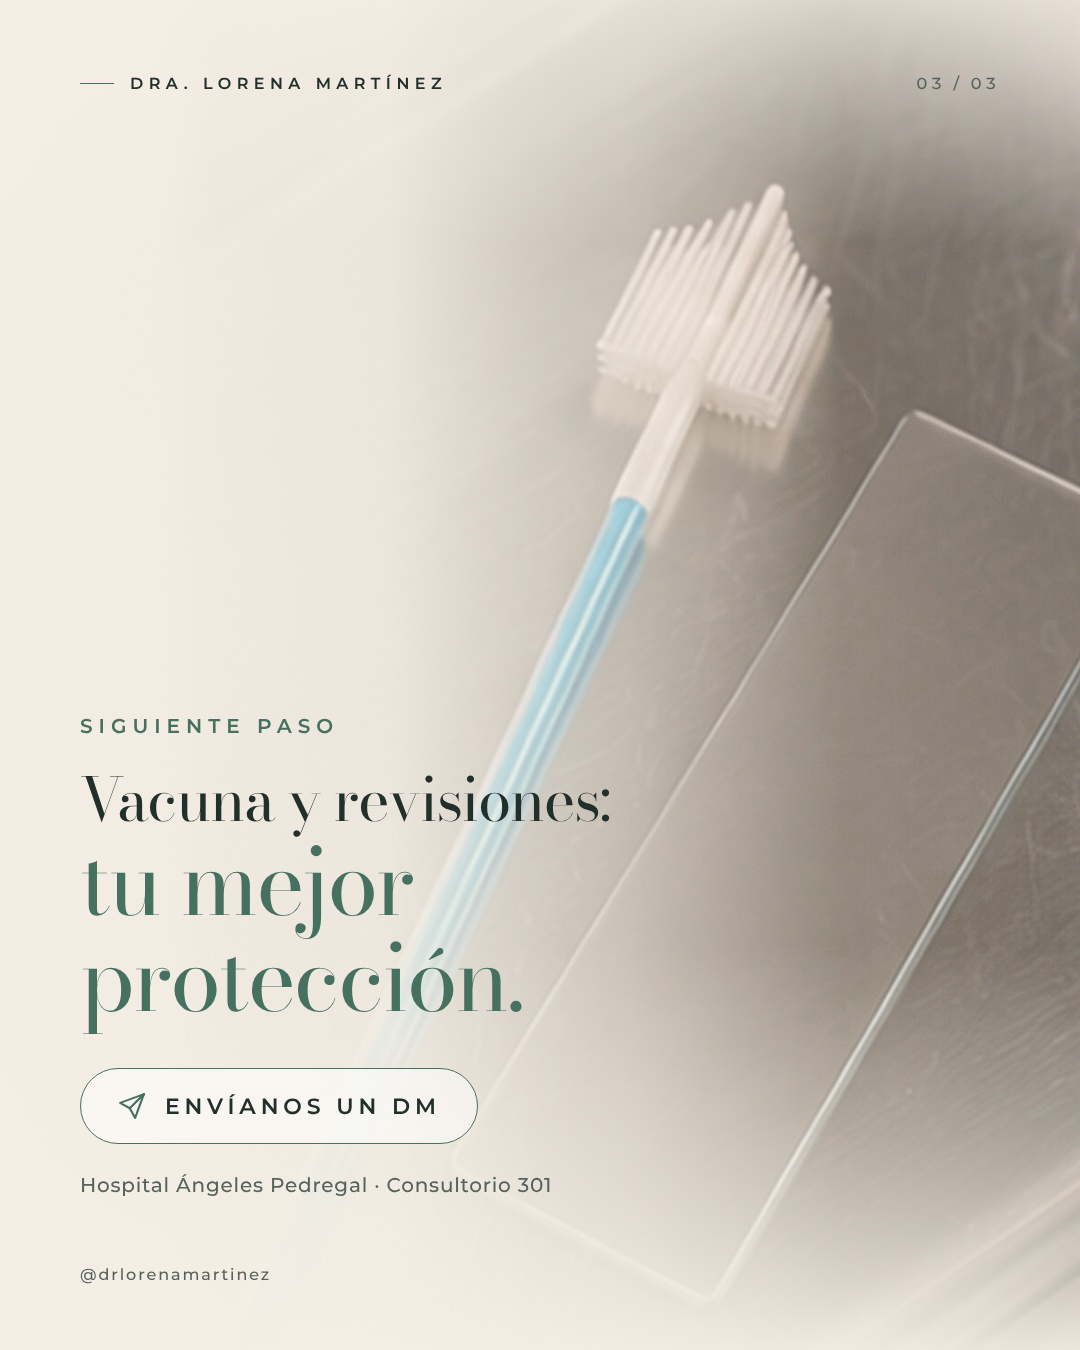 DRA. LORENA MARTÍNEZ
03 / 03
SIGUIENTE PASO
Vacuna y revisiones:
tu mejor
protección.
ENVÍANOS UN DM
Hospital Ángeles Pedregal · Consultorio 301
@drlorenamartinez